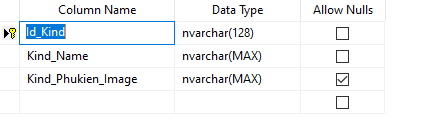 Column Name Data Type Allow Nulls
Id_Kind nvarchar(128)
Kind_Name nvarchar(MAX)
Kind_Phukien_Image nvarchar(MAX)